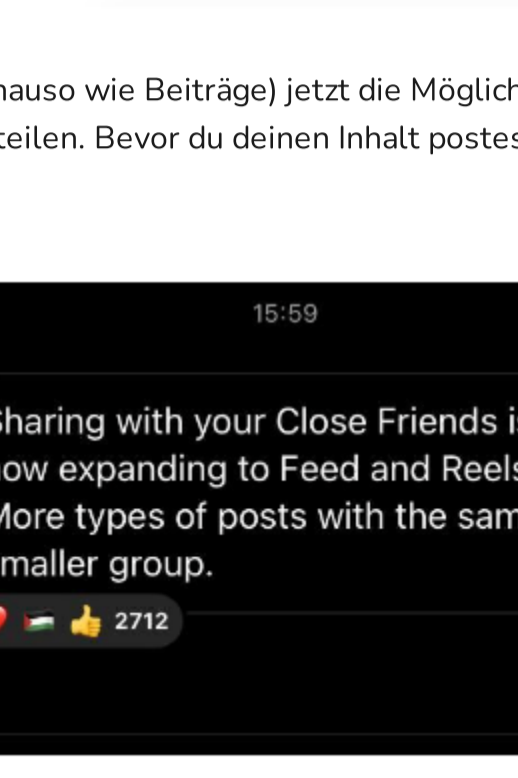 nauso wie Beiträge) jetzt die Möglich
teilen. Bevor du deinen Inhalt postes
15:59
Sharing with your Close Friends i
ow expanding to Feed and Reels
More types of posts with the sam
maller group.
2712